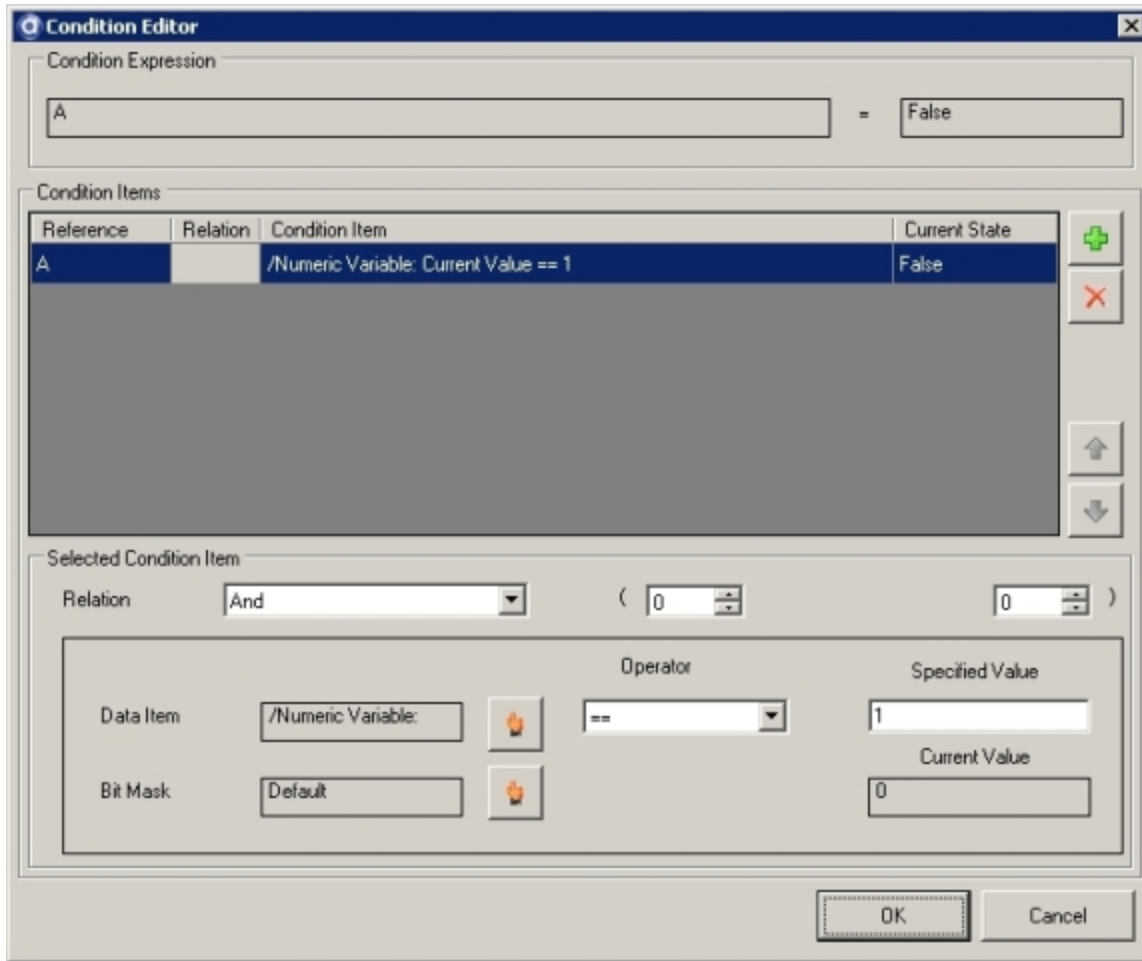 Condition Editor
Condition Expression
A = False
Condition Items
Reference Relation Condition Item Current State
A /Numeric Variable: Current Value == 1 False
Selected Condition Item
Relation And ( 0 0 )
Operator Specified Value
Data Item /Numeric Variable: == 1
Current Value
Bit Mask Default 0
OK Cancel